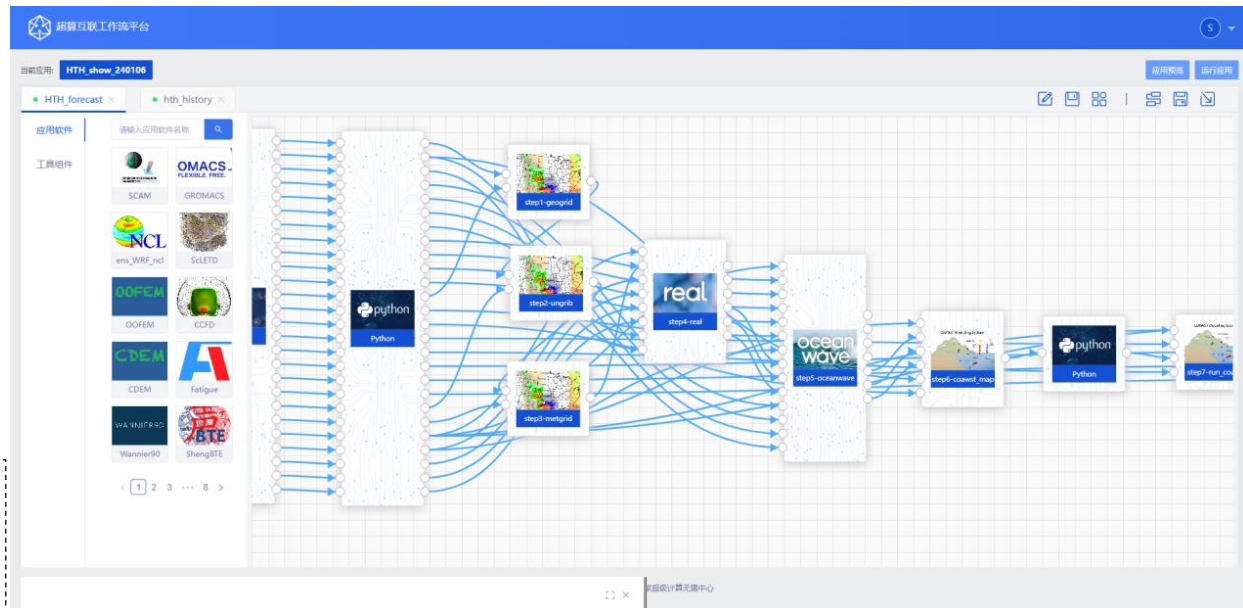 超算互联工作流平台
S
当前应用: HTH_show_240106
应用预览 运行应用
HTH_forecast × hth_history ×
应用软件
工具组件
请输入应用软件名称
SCAM
OMACS
FLEXIBLE. FREE.
GROMACS
NCL
ens_WRF_ncl
ScLETD
OOFEM
OOFEM
CCFD
CDEM
CDEM
Fatigue
WANNIER90
Wannier90
声
BTE
ShengBTE
< 1 2 3 ··· 8 >
python
Python
step1-geogrid
step2-ungrib
step3-metgrid
real
step4-real
ocean
wave
step5-oceanwave
step6-coawst_map
python
Python
step7-run_coa
家超级计算无锡中心